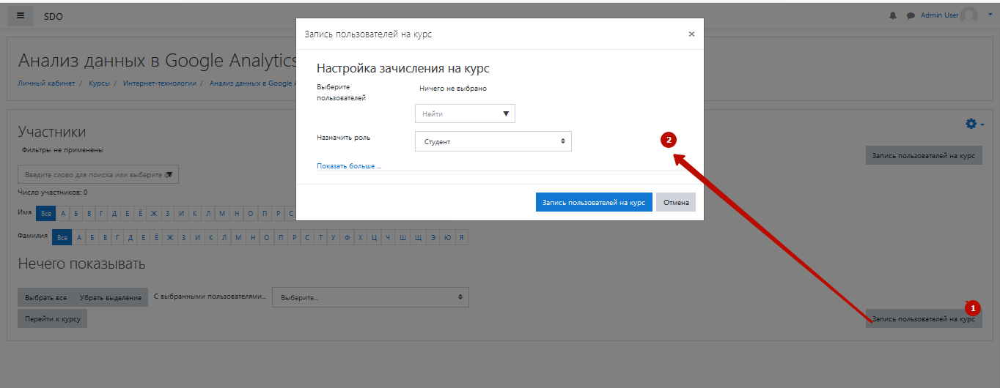 SDO
Admin User
Запись пользователей на курс
×
Анализ данных в Google Analytics
Личный кабинет / Курсы / Интернет-технологии / Анализ данных в Google
Настройка зачисления на курс
Выберите
пользователей
Ничего не выбрано
Найти
Назначить роль
Студент
2
Показать больше ...
Запись пользователей на курс
Отмена
Участники
Фильтры не применены
Запись пользователей на курс
Введите слово для поиска или выберите
Число участников: 0
Имя Все А Б В Г Д Е Ё Ж З И К Л М Н О П Р С
Фамилия Все А Б В Г Д Е Ё Ж З И К Л М Н О П Р С Т У Ф Х Ц Ч Ш Щ Э Ю Я
Нечего показывать
Выбрать все Убрать выделение С выбранными пользователями... Выберите...
1
Перейти к курсу
Запись пользователей на курс